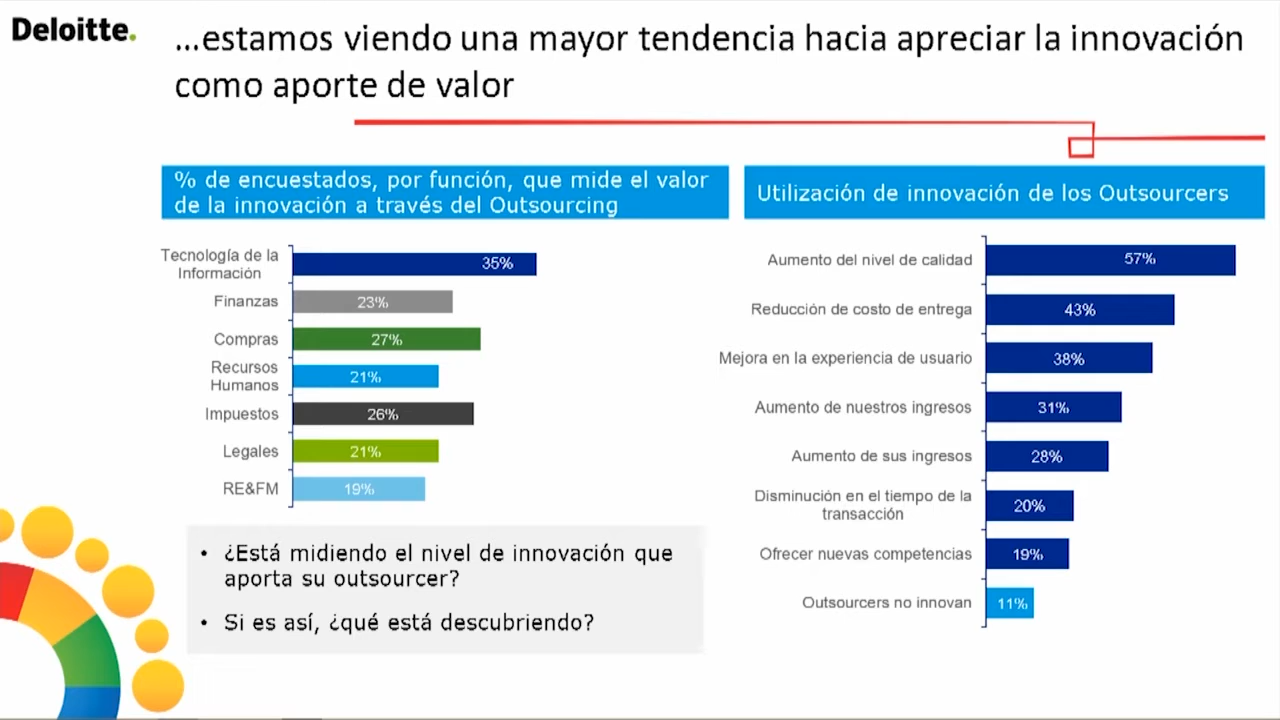 Deloitte.
...estamos viendo una mayor tendencia hacia apreciar la innovación
como aporte de valor
% de encuestados, por función, que mide el valor
de la innovación a través del Outsourcing
Tecnología de la
Información
35%
Finanzas
23%
Compras
27%
Recursos
Humanos
21%
Impuestos
26%
Legales
21%
RE&FM
19%
• ¿Está midiendo el nivel de innovación que
aporta su outsourcer?
• Si es así, ¿qué está descubriendo?
Utilización de innovación de los Outsourcers
Aumento del nivel de calidad
57%
Reducción de costo de entrega
43%
Mejora en la experiencia de usuario
38%
Aumento de nuestros ingresos
31%
Aumento de sus ingresos
28%
Disminución en el tiempo de la
transacción
20%
Ofrecer nuevas competencias
19%
Outsourcers no innovan
11%